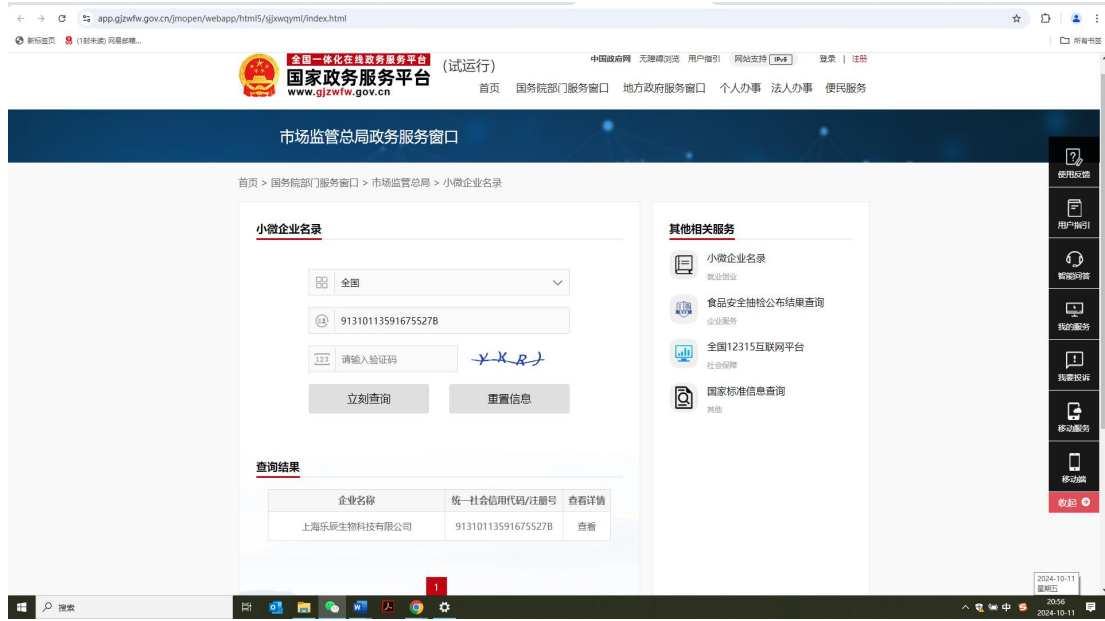 app.gjzwfw.gov.cn/jmopen/webapp/html5/sjjxwqyml/index.html
新标签页 (1封未读) 网易邮箱... 所有书签
全国一体化在线政务服务平台
国家政务服务平台
www.gjzwfw.gov.cn
(试运行)
中国政府网 无障碍浏览 用户指引 网站支持 IPv6 登录 | 注册
首页 国务院部门服务窗口 地方政府服务窗口 个人办事 法人办事 便民服务
市场监管总局政务服务窗口
首页 > 国务院部门服务窗口 > 市场监管总局 > 小微企业名录
小微企业名录
全国
91310113591675527B
123 请输入验证码
立刻查询 重置信息
查询结果
企业名称 统一社会信用代码/注册号 查看详情
上海乐辰生物科技有限公司 91310113591675527B 查看
1
其他相关服务
小微企业名录
就业创业
食品安全抽检公布结果查询
企业服务
全国12315互联网平台
社会保障
国家标准信息查询
其他
使用反馈
用户指引
智能问答
我的服务
我要投诉
移动服务
移动端
收起
2024-10-11
星期五
搜索
中
20:56
2024-10-11